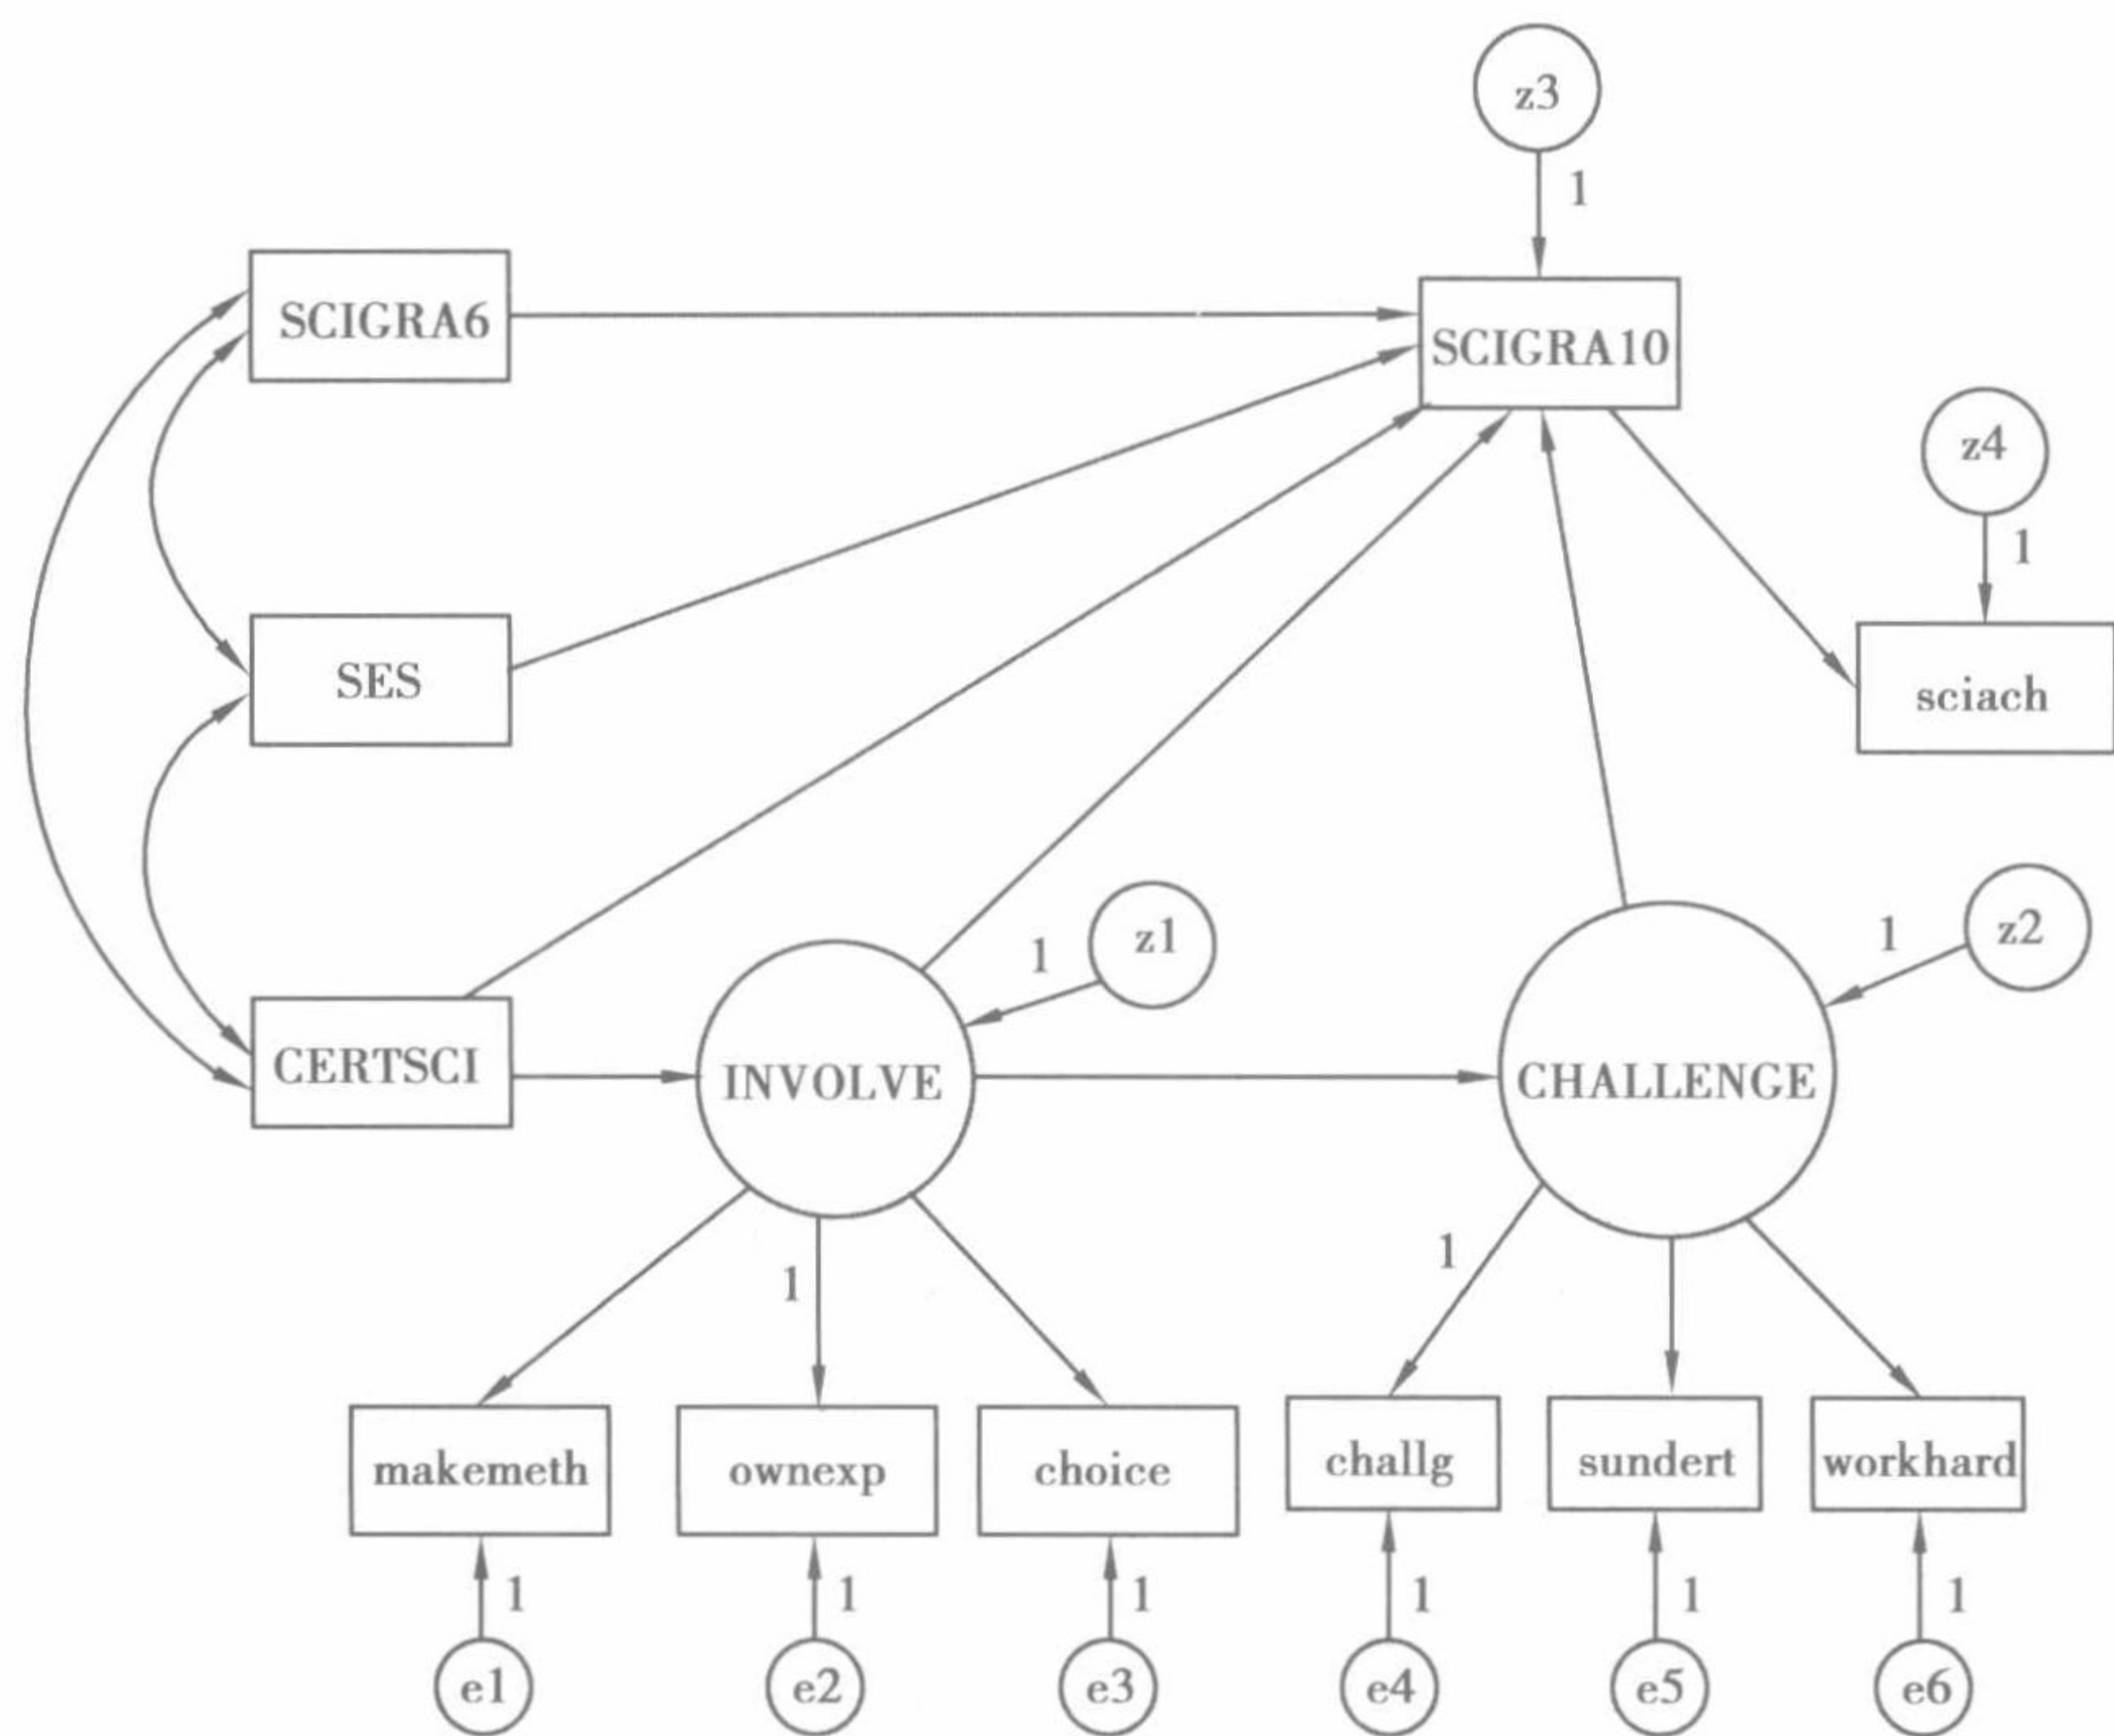 z3
1
SCIGRA6
SCIGRA10
z4
1
SES
sciach
z1
1
z2
1
CERTSCI
INVOLVE
CHALLENGE
1
1
makemeth
ownexp
choice
challg
sundert
workhard
1
1
1
1
1
1
e1
e2
e3
e4
e5
e6